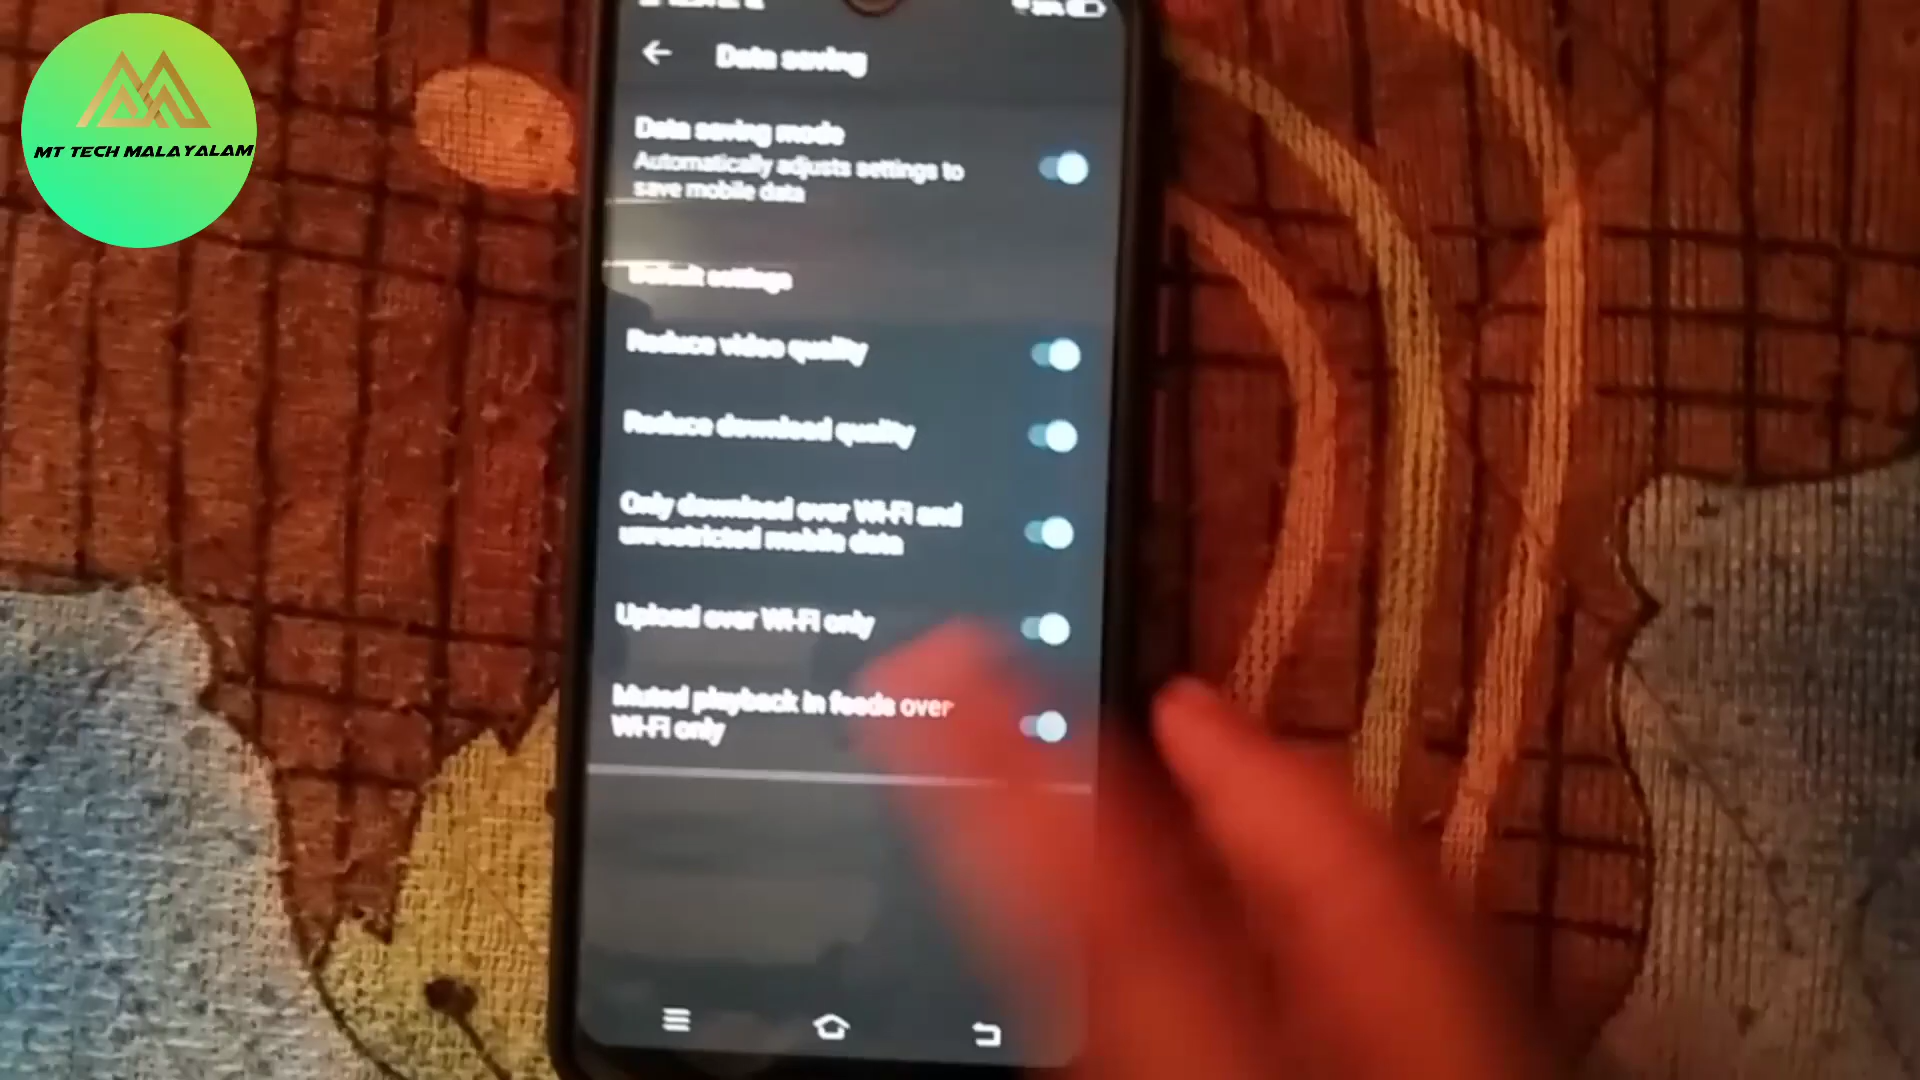 MT TECH MALAYALAM
Data saving
Data saving mode
Automatically adjusts settings to
save mobile data
Default settings
Reduce video quality
Reduce download quality
Only download over Wi-Fi and
unrestricted mobile data
Upload over Wi-Fi only
Muted playback in feeds over
Wi-Fi only